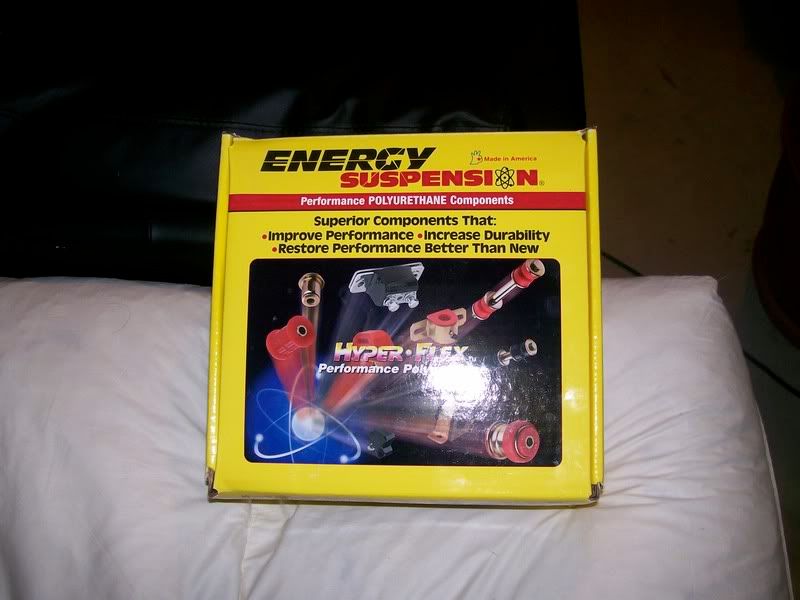 ENERGY
Made in America
SUSPENSION®
Performance POLYURETHANE Components
Superior Components That:
•Improve Performance •Increase Durability
•Restore Performance Better Than New
HYPER•FLEX
Performance